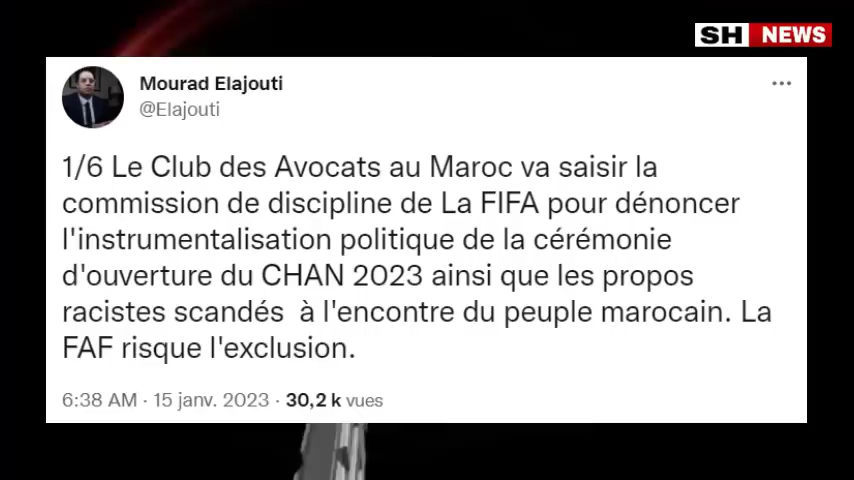 SH NEWS
Mourad Elajouti
@Elajouti
1/6 Le Club des Avocats au Maroc va saisir la
commission de discipline de La FIFA pour dénoncer
l'instrumentalisation politique de la cérémonie
d'ouverture du CHAN 2023 ainsi que les propos
racistes scandés  à l'encontre du peuple marocain. La
FAF risque l'exclusion.
6:38 AM · 15 janv. 2023 · 30,2 k vues